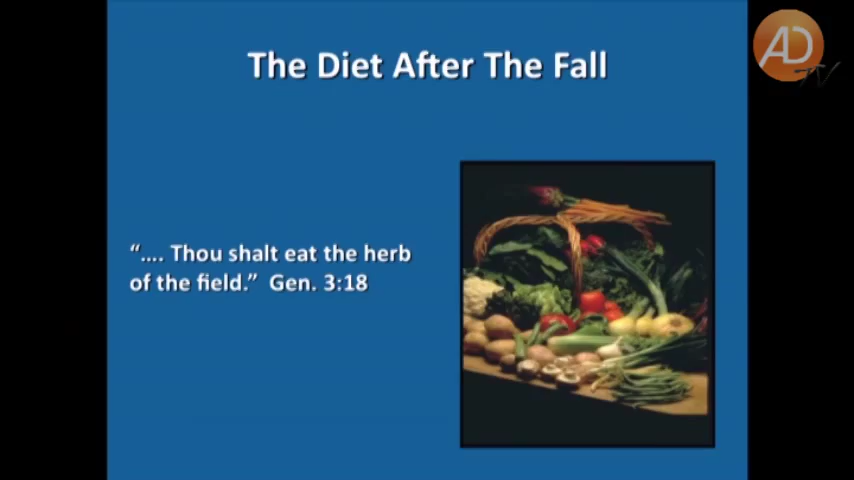 The Diet After The Fall
AD
TV
“.... Thou shalt eat the herb
of the field.” Gen. 3:18